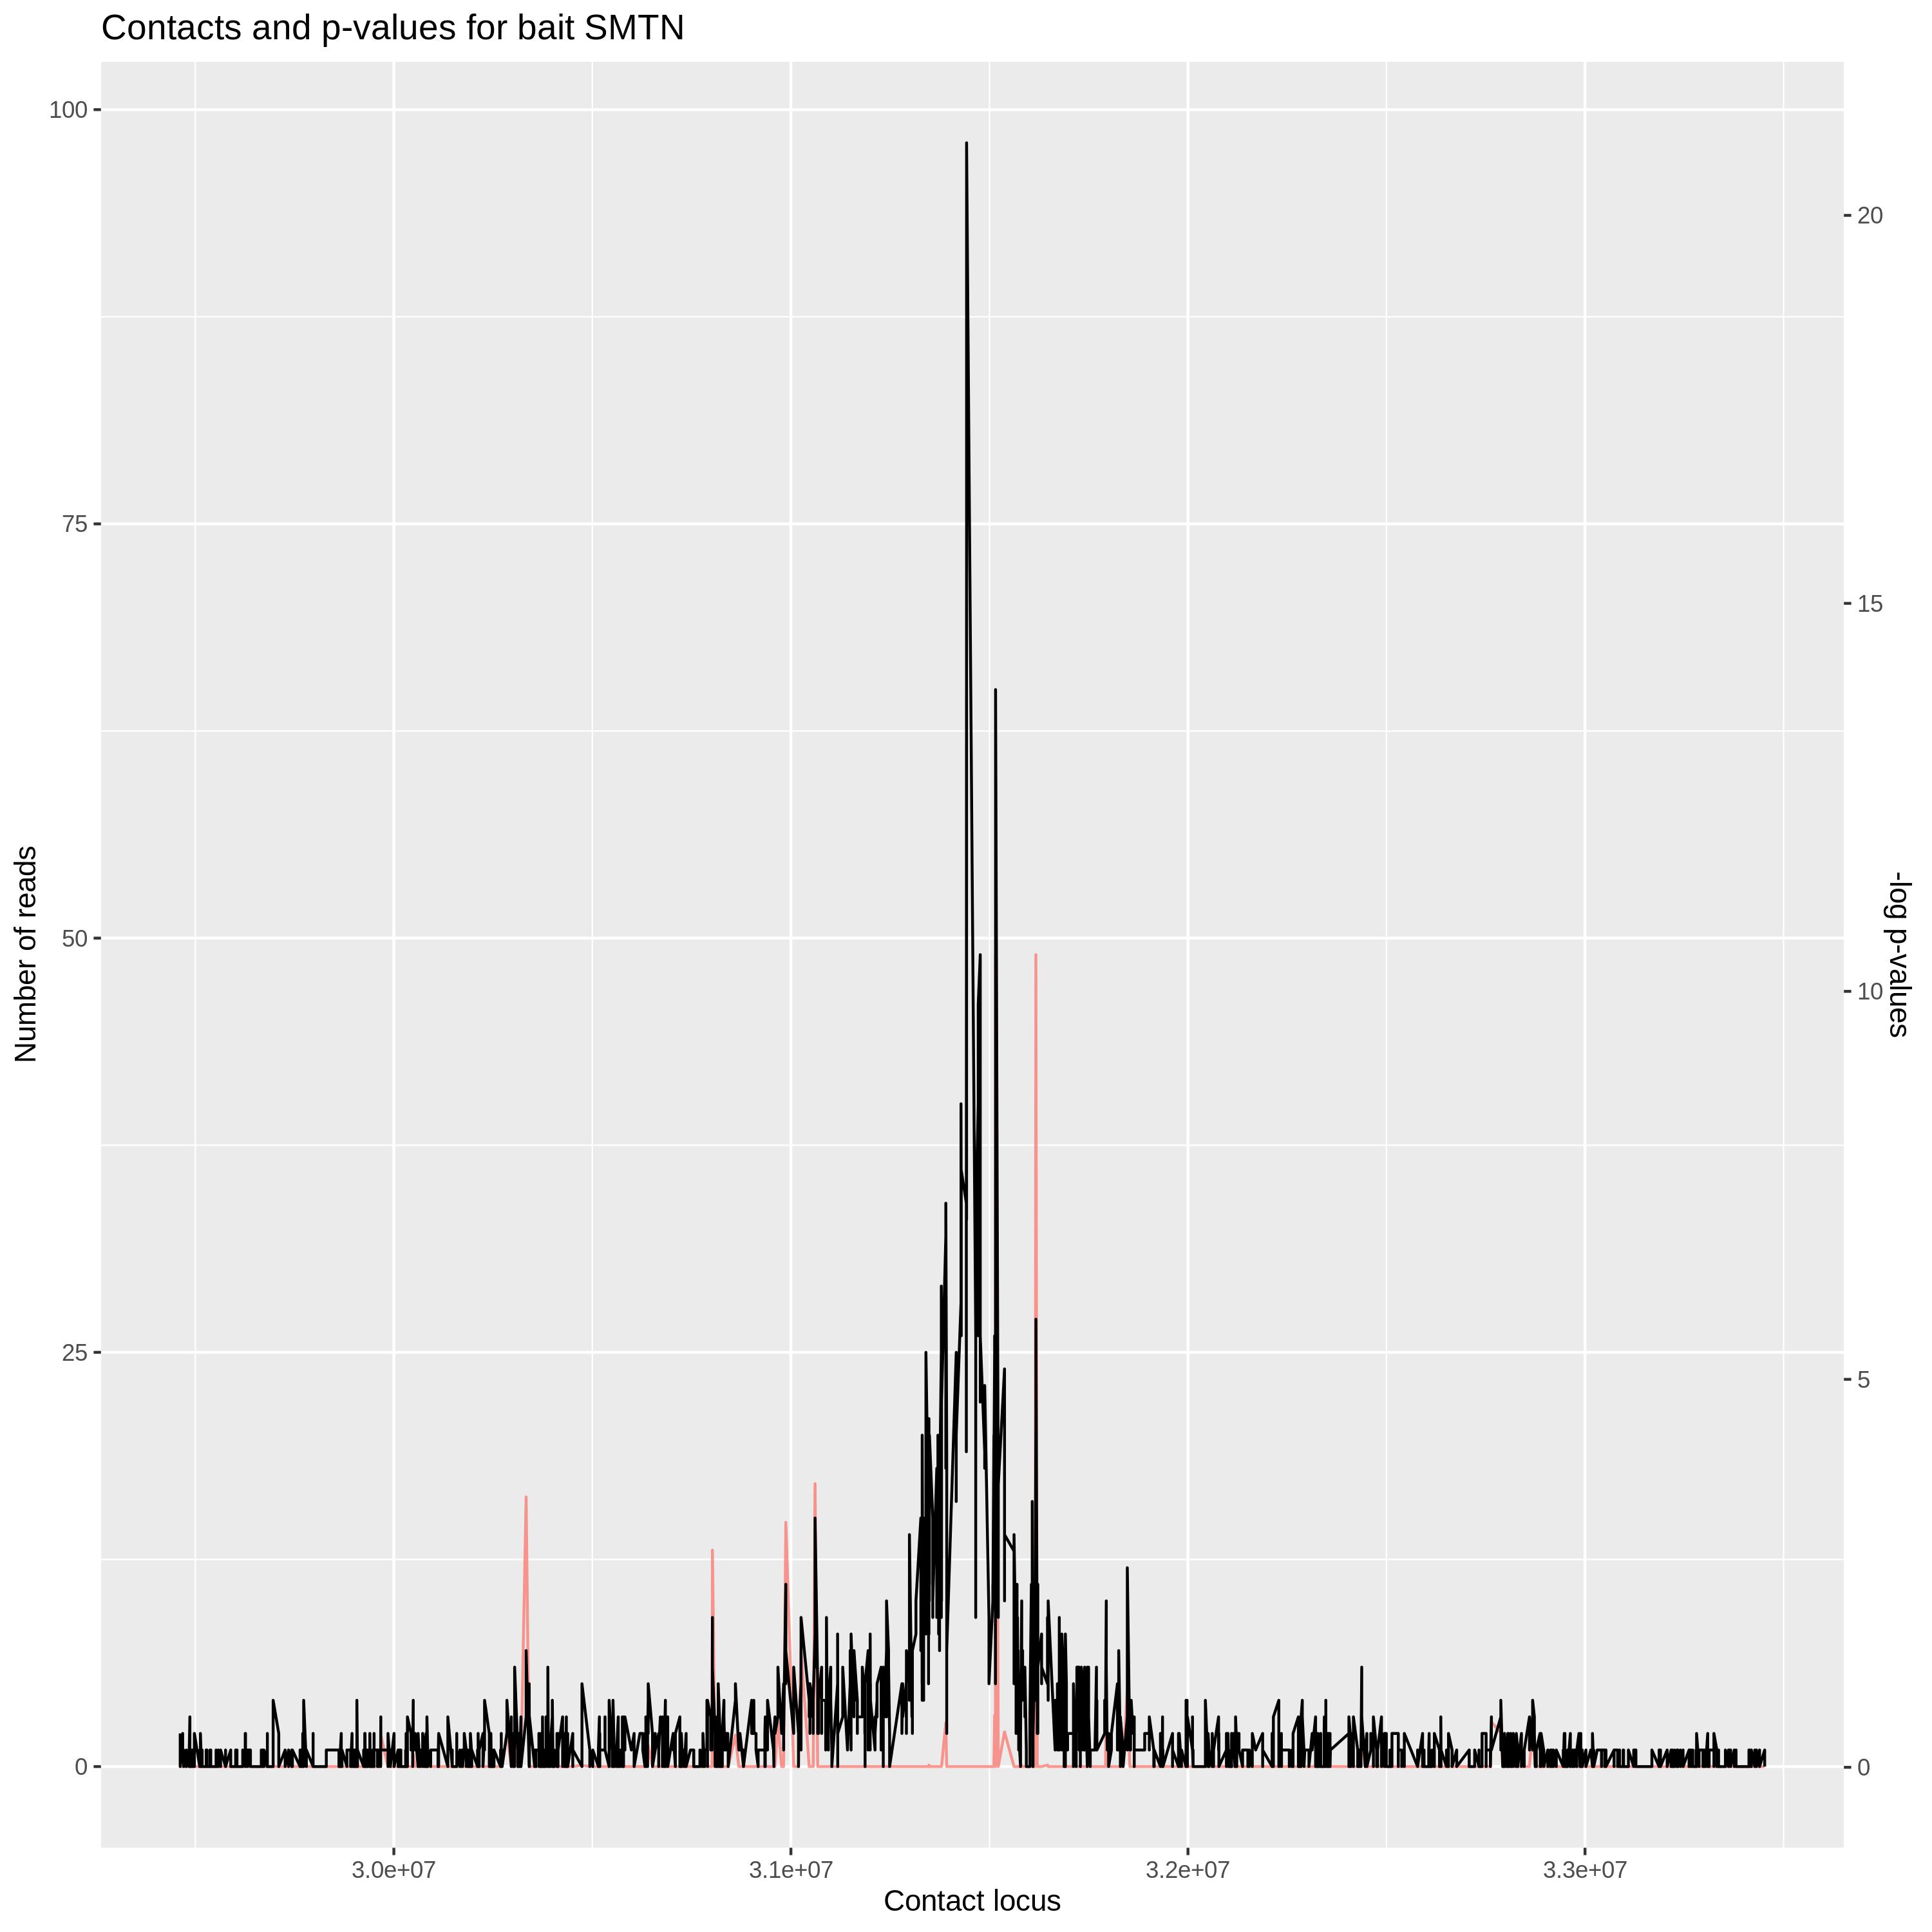 Contacts and p-values for bait SMTN
100
75
50
25
0
Number of reads
20
15
10
5
0
-log p-values
3.0e+07
3.1e+07
3.2e+07
3.3e+07
Contact locus